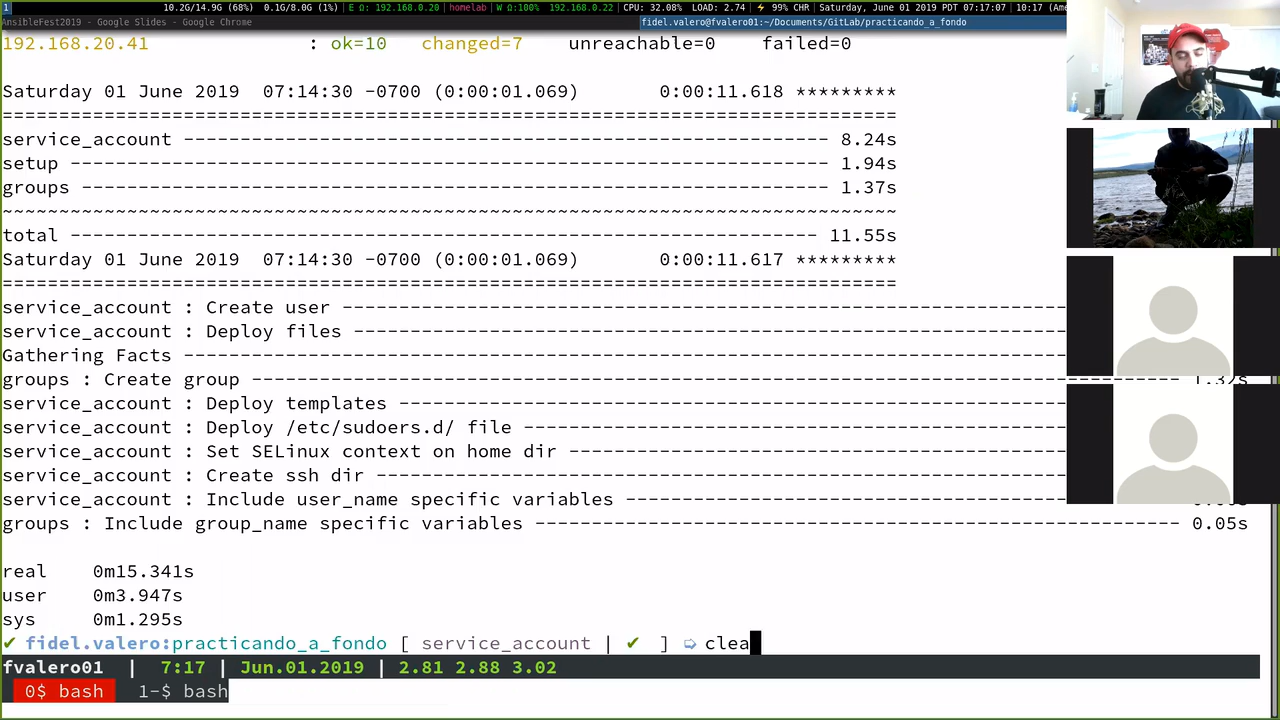 1 10.2G/14.9G (68%) | 0.1G/8.0G (1%) | E Ω: 192.168.0.20 | homelab | W Ω:100% 192.168.0.22 | CPU: 32.08% | LOAD: 2.74 | ⚡ 99% CHR | Saturday, June 01 2019 PDT 07:17:07 | 10:17 (Ame
AnsibleFest2019 - Google Slides - Google Chrome
fidel.valero@fvalero01:~/Documents/GitLab/practicando_a_fondo
192.168.20.41 : ok=10 changed=7 unreachable=0 failed=0
Saturday 01 June 2019 07:14:30 -0700 (0:00:01.069) 0:00:11.618 *********
===============================================================================
service_account --------------------------------------------------------- 8.24s
setup ------------------------------------------------------------------- 1.94s
groups ------------------------------------------------------------------ 1.37s
~~~~~~~~~~~~~~~~~~~~~~~~~~~~~~~~~~~~~~~~~~~~~~~~~~~~~~~~~~~~~~~~~~~~~~~~~~~~~~~
total ------------------------------------------------------------------ 11.55s
Saturday 01 June 2019 07:14:30 -0700 (0:00:01.069) 0:00:11.617 *********
===============================================================================
service_account : Create user ----------------------------------------------------------------
service_account : Deploy files ---------------------------------------------------------------
Gathering Facts ------------------------------------------------------------------------------
groups : Create group ---------------------------------------------------------------------------------- 1.32s
service_account : Deploy templates -----------------------------------------------------------
service_account : Deploy /etc/sudoers.d/ file ------------------------------------------------
service_account : Set SELinux context on home dir --------------------------------------------
service_account : Create ssh dir -------------------------------------------------------------
service_account : Include user_name specific variables ---------------------------------------
groups : Include group_name specific variables --------------------------------------------------------- 0.05s
real 0m15.341s
user 0m3.947s
sys 0m1.295s
✔ fidel.valero:practicando_a_fondo [ service_account | ✔ ] ➩ clea
fvalero01 | 7:17 | Jun.01.2019 | 2.81 2.88 3.02
0$ bash 1-$ bash